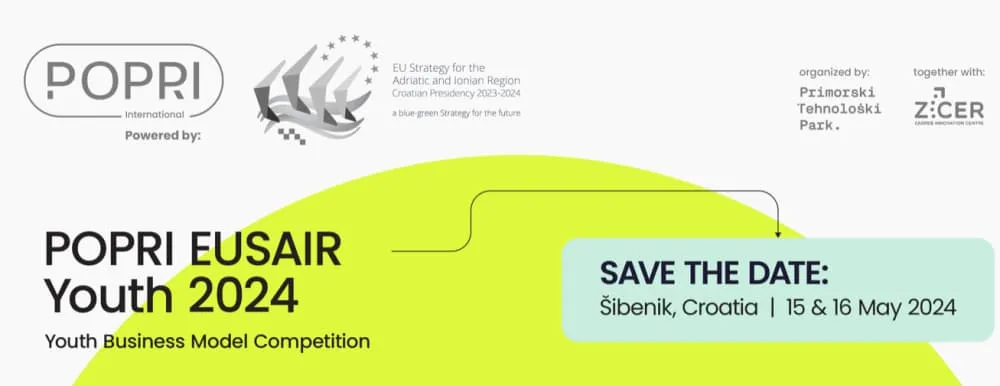 POPRI
International
Powered by:
EU Strategy for the
Adriatic and Ionian Region
Croatian Presidency 2023-2024
a blue-green Strategy for the future
organized by:
Primorski
Tehnološki
Park.
together with:
ZICER
ZAGREB INNOVATION CENTRE
POPRI EUSAIR
Youth 2024
Youth Business Model Competition
SAVE THE DATE:
Šibenik, Croatia | 15 & 16 May 2024